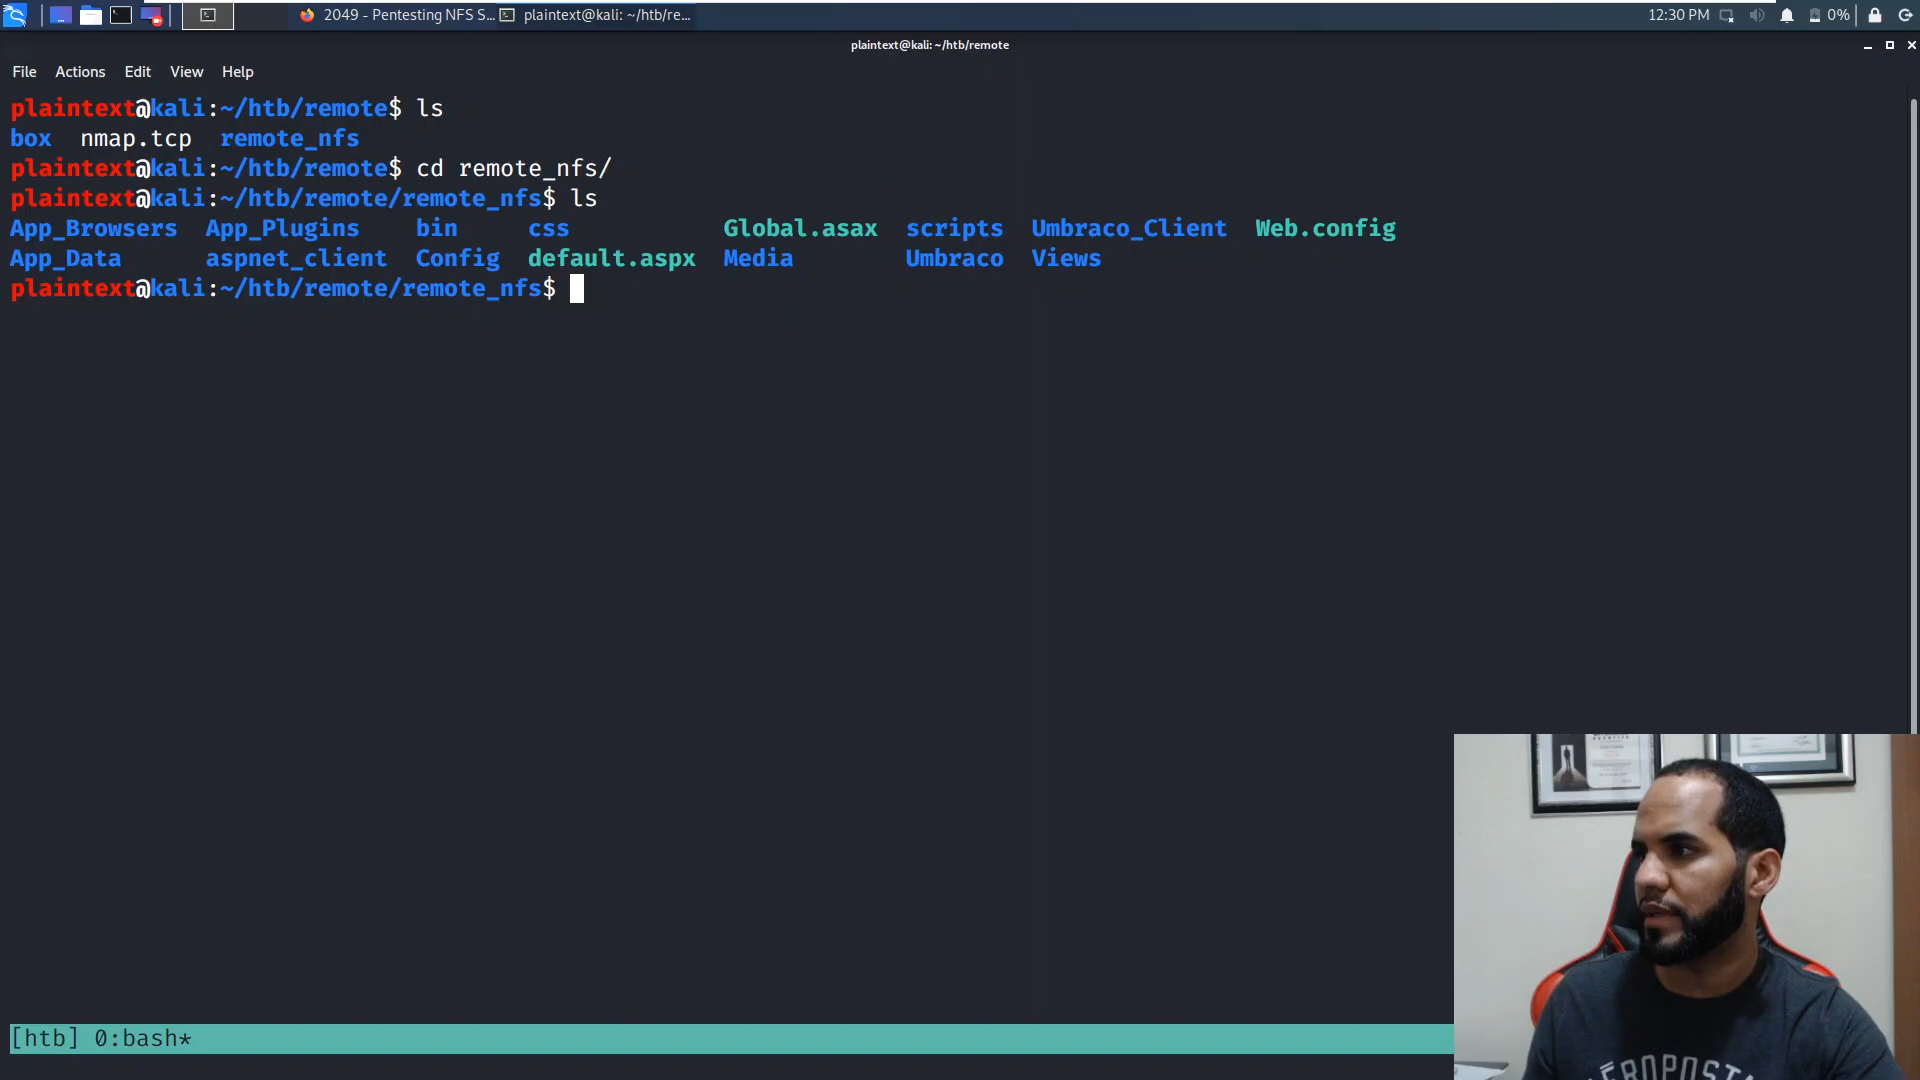 2049 - Pentesting NFS S... plaintext@kali: ~/htb/re... 12:30 PM 0%
plaintext@kali: ~/htb/remote
File Actions Edit View Help
plaintext@kali:~/htb/remote$ ls
box nmap.tcp remote_nfs
plaintext@kali:~/htb/remote$ cd remote_nfs/
plaintext@kali:~/htb/remote/remote_nfs$ ls
App_Browsers App_Plugins bin css Global.asax scripts Umbraco_Client Web.config
App_Data aspnet_client Config default.aspx Media Umbraco Views
plaintext@kali:~/htb/remote/remote_nfs$
[htb] 0:bash*